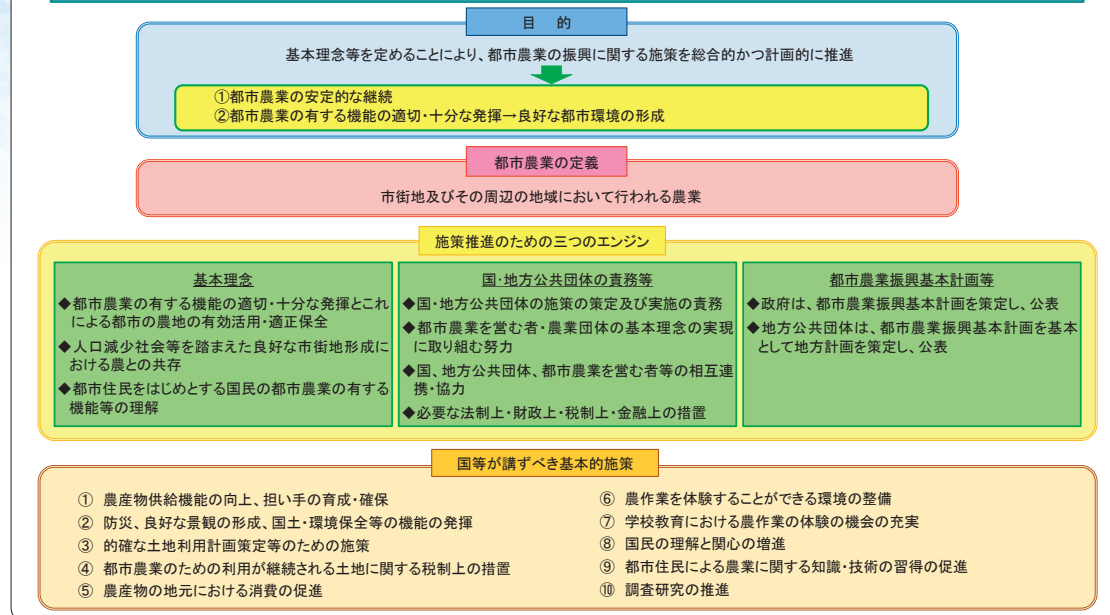 目　的
基本理念等を定めることにより、都市農業の振興に関する施策を総合的かつ計画的に推進
①都市農業の安定的な継続
②都市農業の有する機能の適切・十分な発揮→良好な都市環境の形成
都市農業の定義
市街地及びその周辺の地域において行われる農業
施策推進のための三つのエンジン
基本理念
◆都市農業の有する機能の適切・十分な発揮とこれ
による都市の農地の有効活用・適正保全
◆人口減少社会等を踏まえた良好な市街地形成に
おける農との共存
◆都市住民をはじめとする国民の都市農業の有する
機能等の理解
国・地方公共団体の責務等
◆国・地方公共団体の施策の策定及び実施の責務
◆都市農業を営む者・農業団体の基本理念の実現
に取り組む努力
◆国、地方公共団体、都市農業を営む者等の相互連
携・協力
◆必要な法制上・財政上・税制上・金融上の措置
都市農業振興基本計画等
◆政府は、都市農業振興基本計画を策定し、公表
◆地方公共団体は、都市農業振興基本計画を基本
として地方計画を策定し、公表
国等が講ずべき基本的施策
① 農産物供給機能の向上、担い手の育成・確保
② 防災、良好な景観の形成、国土・環境保全等の機能の発揮
③ 的確な土地利用計画策定等のための施策
④ 都市農業のための利用が継続される土地に関する税制上の措置
⑤ 農産物の地元における消費の促進
⑥ 農作業を体験することができる環境の整備
⑦ 学校教育における農作業の体験の機会の充実
⑧ 国民の理解と関心の増進
⑨ 都市住民による農業に関する知識・技術の習得の促進
⑩ 調査研究の推進